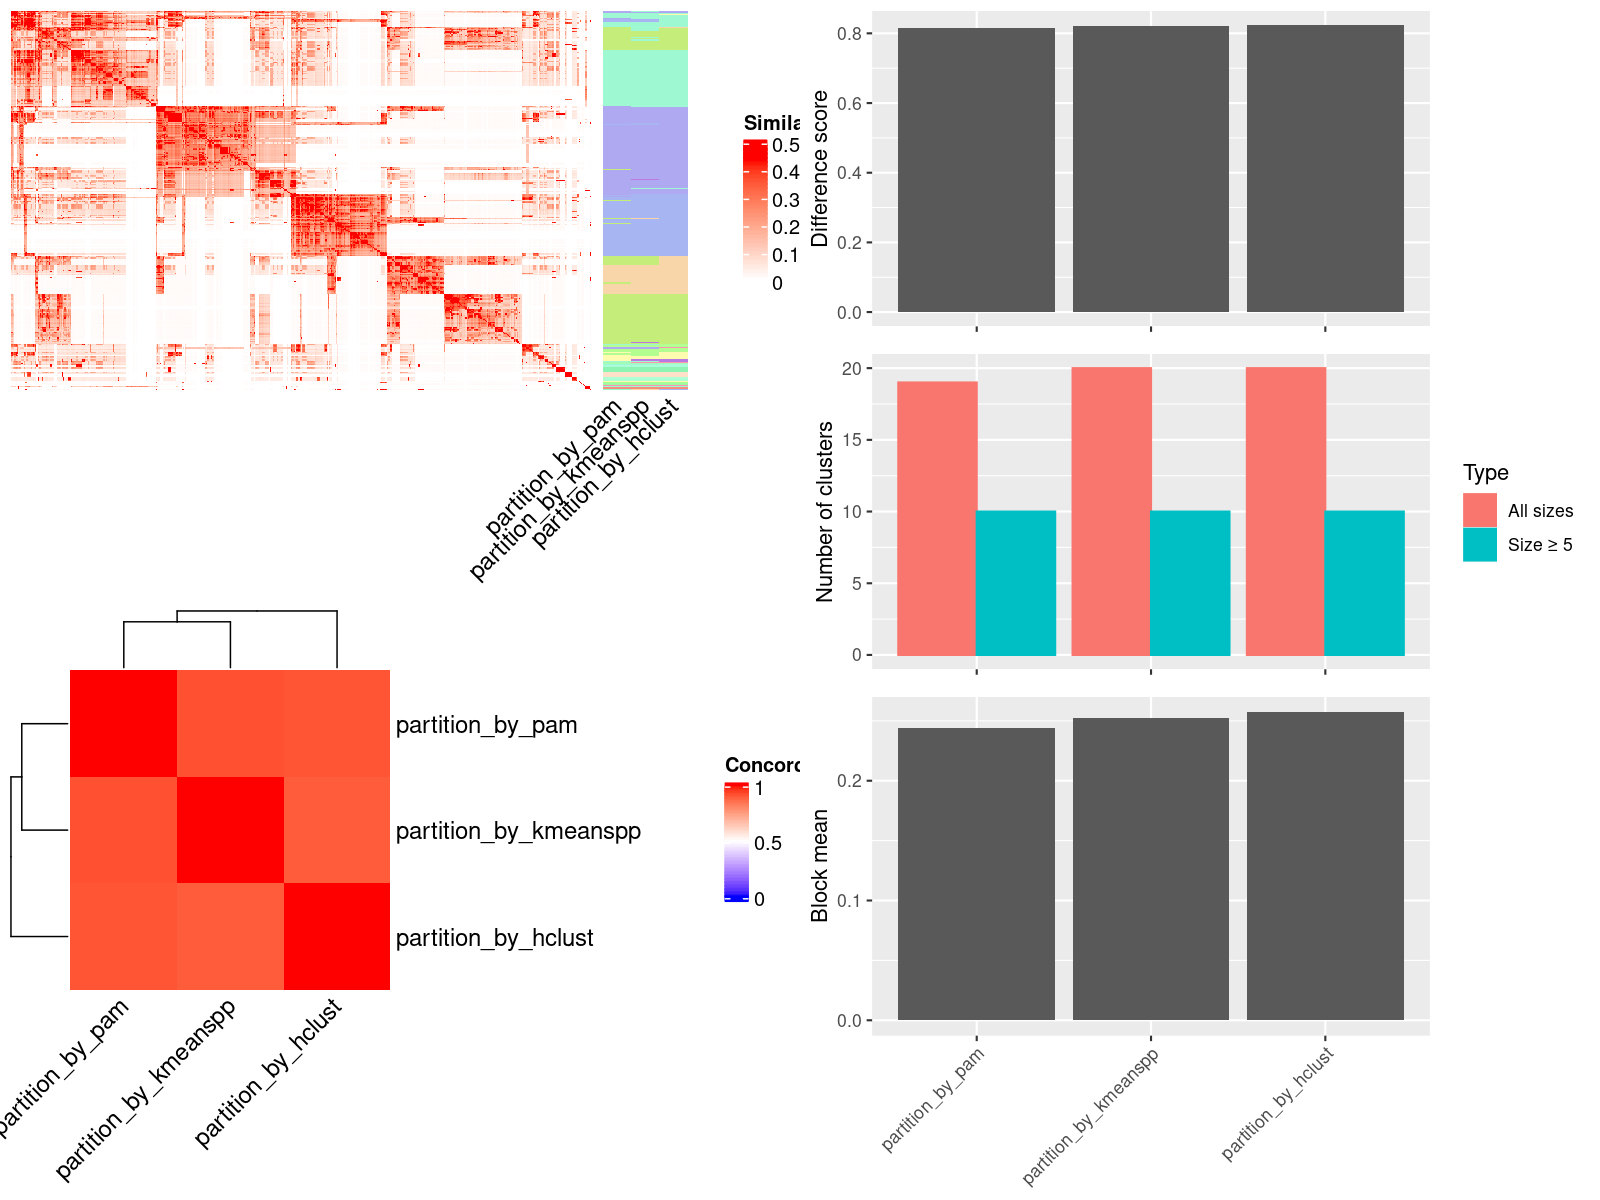 Simila
0.5
0.4
0.3
0.2
0.1
0
partition_by_pam
partition_by_kmeanspp
partition_by_hclust
Concord
1
0.5
0
partition_by_pam
partition_by_kmeanspp
partition_by_hclust
partition_by_pam
partition_by_kmeanspp
partition_by_hclust
Difference score
0.8
0.6
0.4
0.2
0.0
Number of clusters
20
15
10
5
0
Type
All sizes
Size ≥ 5
Block mean
0.2
0.1
0.0
partition_by_pam
partition_by_kmeanspp
partition_by_hclust